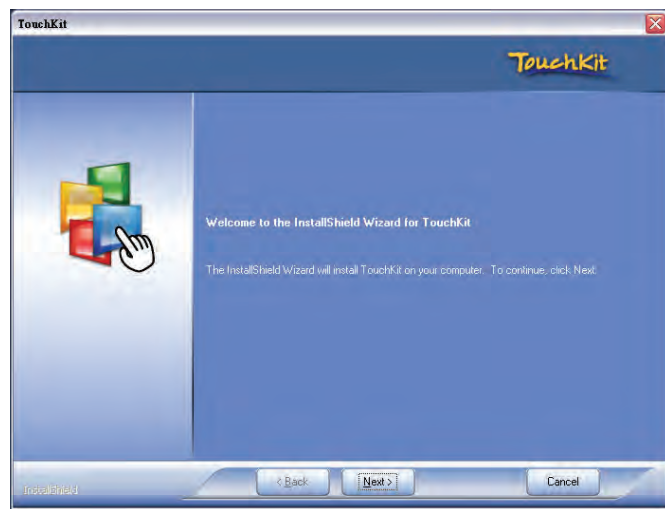 TouchKit
TouchKit
Welcome to the InstallShield Wizard for TouchKit
The InstallShield Wizard will install TouchKit on your computer. To continue, click Next.
InstallShield
< Back
Next >
Cancel